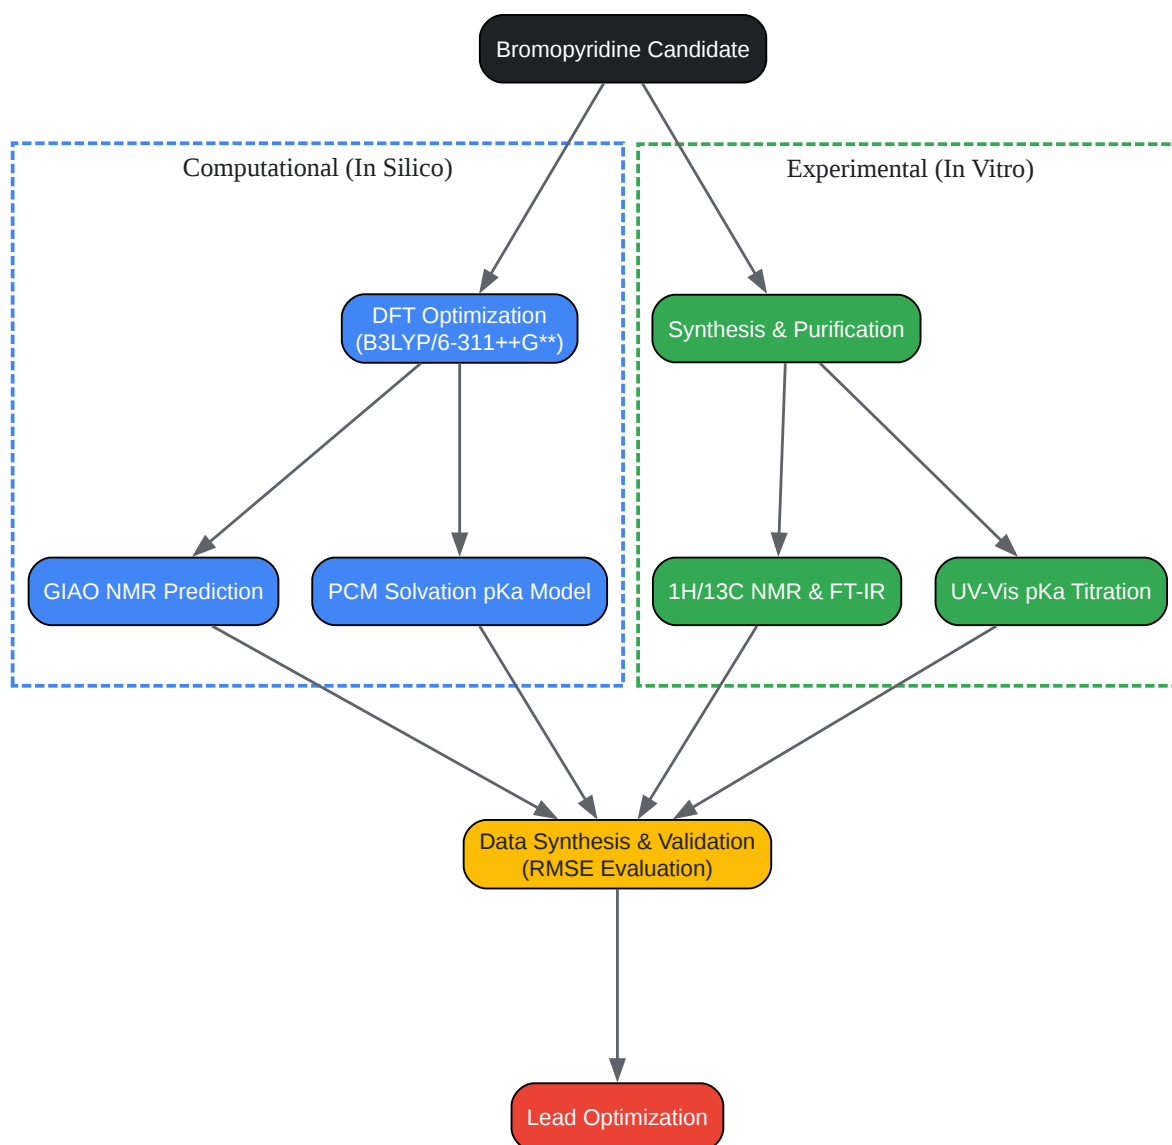 Bromopyridine Candidate
Computational (In Silico)
Experimental (In Vitro)
DFT Optimization
(B3LYP/6-311++G**)
Synthesis & Purification
GIAO NMR Prediction
PCM Solvation pKa Model
1H/13C NMR & FT-IR
UV-Vis pKa Titration
Data Synthesis & Validation
(RMSE Evaluation)
Lead Optimization